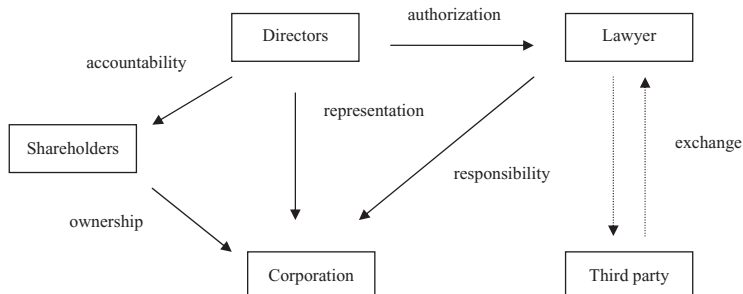 authorization
Directors
Lawyer
accountability
representation
Shareholders
exchange
responsibility
ownership
Corporation
Third party